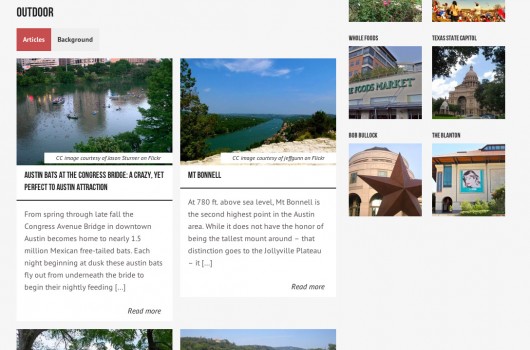 OUTDOOR
Articles
Background
CC image courtesy of Jason Sturner on Flickr
AUSTIN BATS AT THE CONGRESS BRIDGE: A CRAZY, YET
PERFECT TO AUSTIN ATTRACTION
From spring through late fall the
Congress Avenue Bridge in downtown
Austin becomes home to nearly 1.5
million Mexican free-tailed bats. Each
night beginning at dusk these austin bats
fly out from underneath the bride to
begin their nightly feeding [...]
Read more
CC image courtesy of Jeffgunn on Flickr
MT BONNELL
At 780 ft. above sea level, Mt Bonnell is
the second highest point in the Austin
area. While it does not have the honor of
being the tallest mount around – that
distinction goes to the Jollyville Plateau
– it [...]
Read more
WHOLE FOODS
TEXAS STATE CAPITOL
E FOODS MARKET
BOB BULLOCK
THE BLANTON